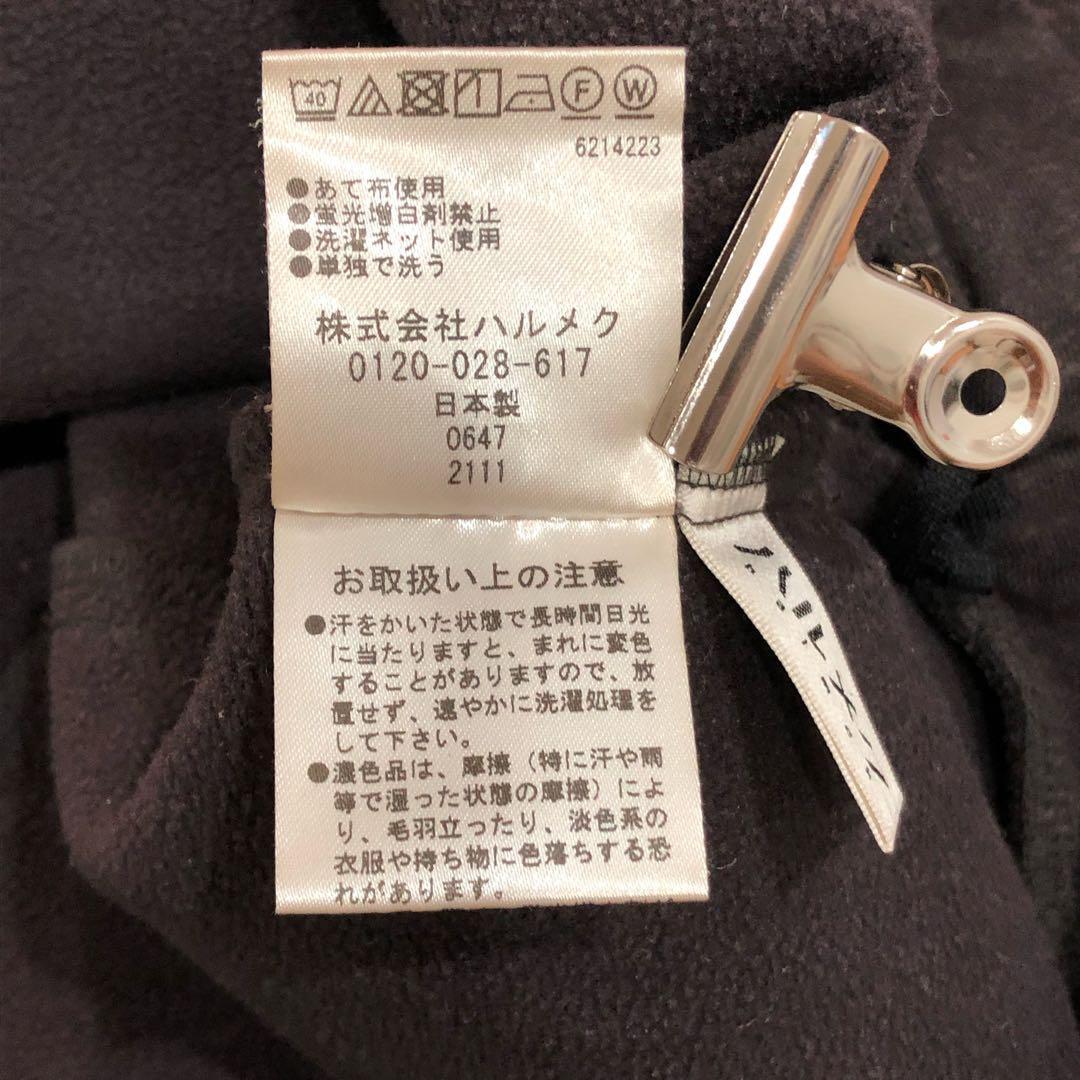 40
F W
6214223
●あて布使用
●蛍光増白剤禁止
●洗濯ネット使用
●単独で洗う
株式会社ハルメク
0120-028-617
日本製
0647
2111
お取扱い上の注意
●汗をかいた状態で長時間日光
に当たりますと、まれに変色
することがありますので、放
置せず、速やかに洗濯処理を
して下さい。
●濃色品は、摩擦（特に汗や雨
等で湿った状態の摩擦）によ
り、毛羽立ったり、淡色系の
衣服や持ち物に色落ちする恐
れがあります。
ハルメク